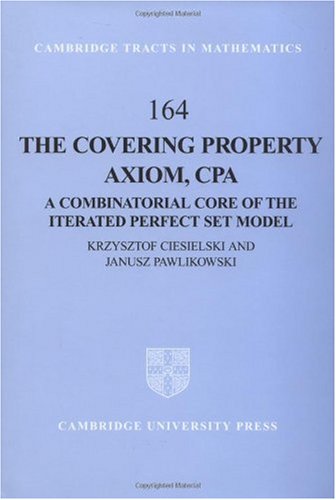 CAMBRIDGE TRACTS IN MATHEMATICS
164
THE COVERING PROPERTY
AXIOM, CPA
A COMBINATORIAL CORE OF THE
ITERATED PERFECT SET MODEL
KRZYSZTOF CIESIELSKI AND
JANUSZ PAWLIKOWSKI
CAMBRIDGE UNIVERSITY PRESS